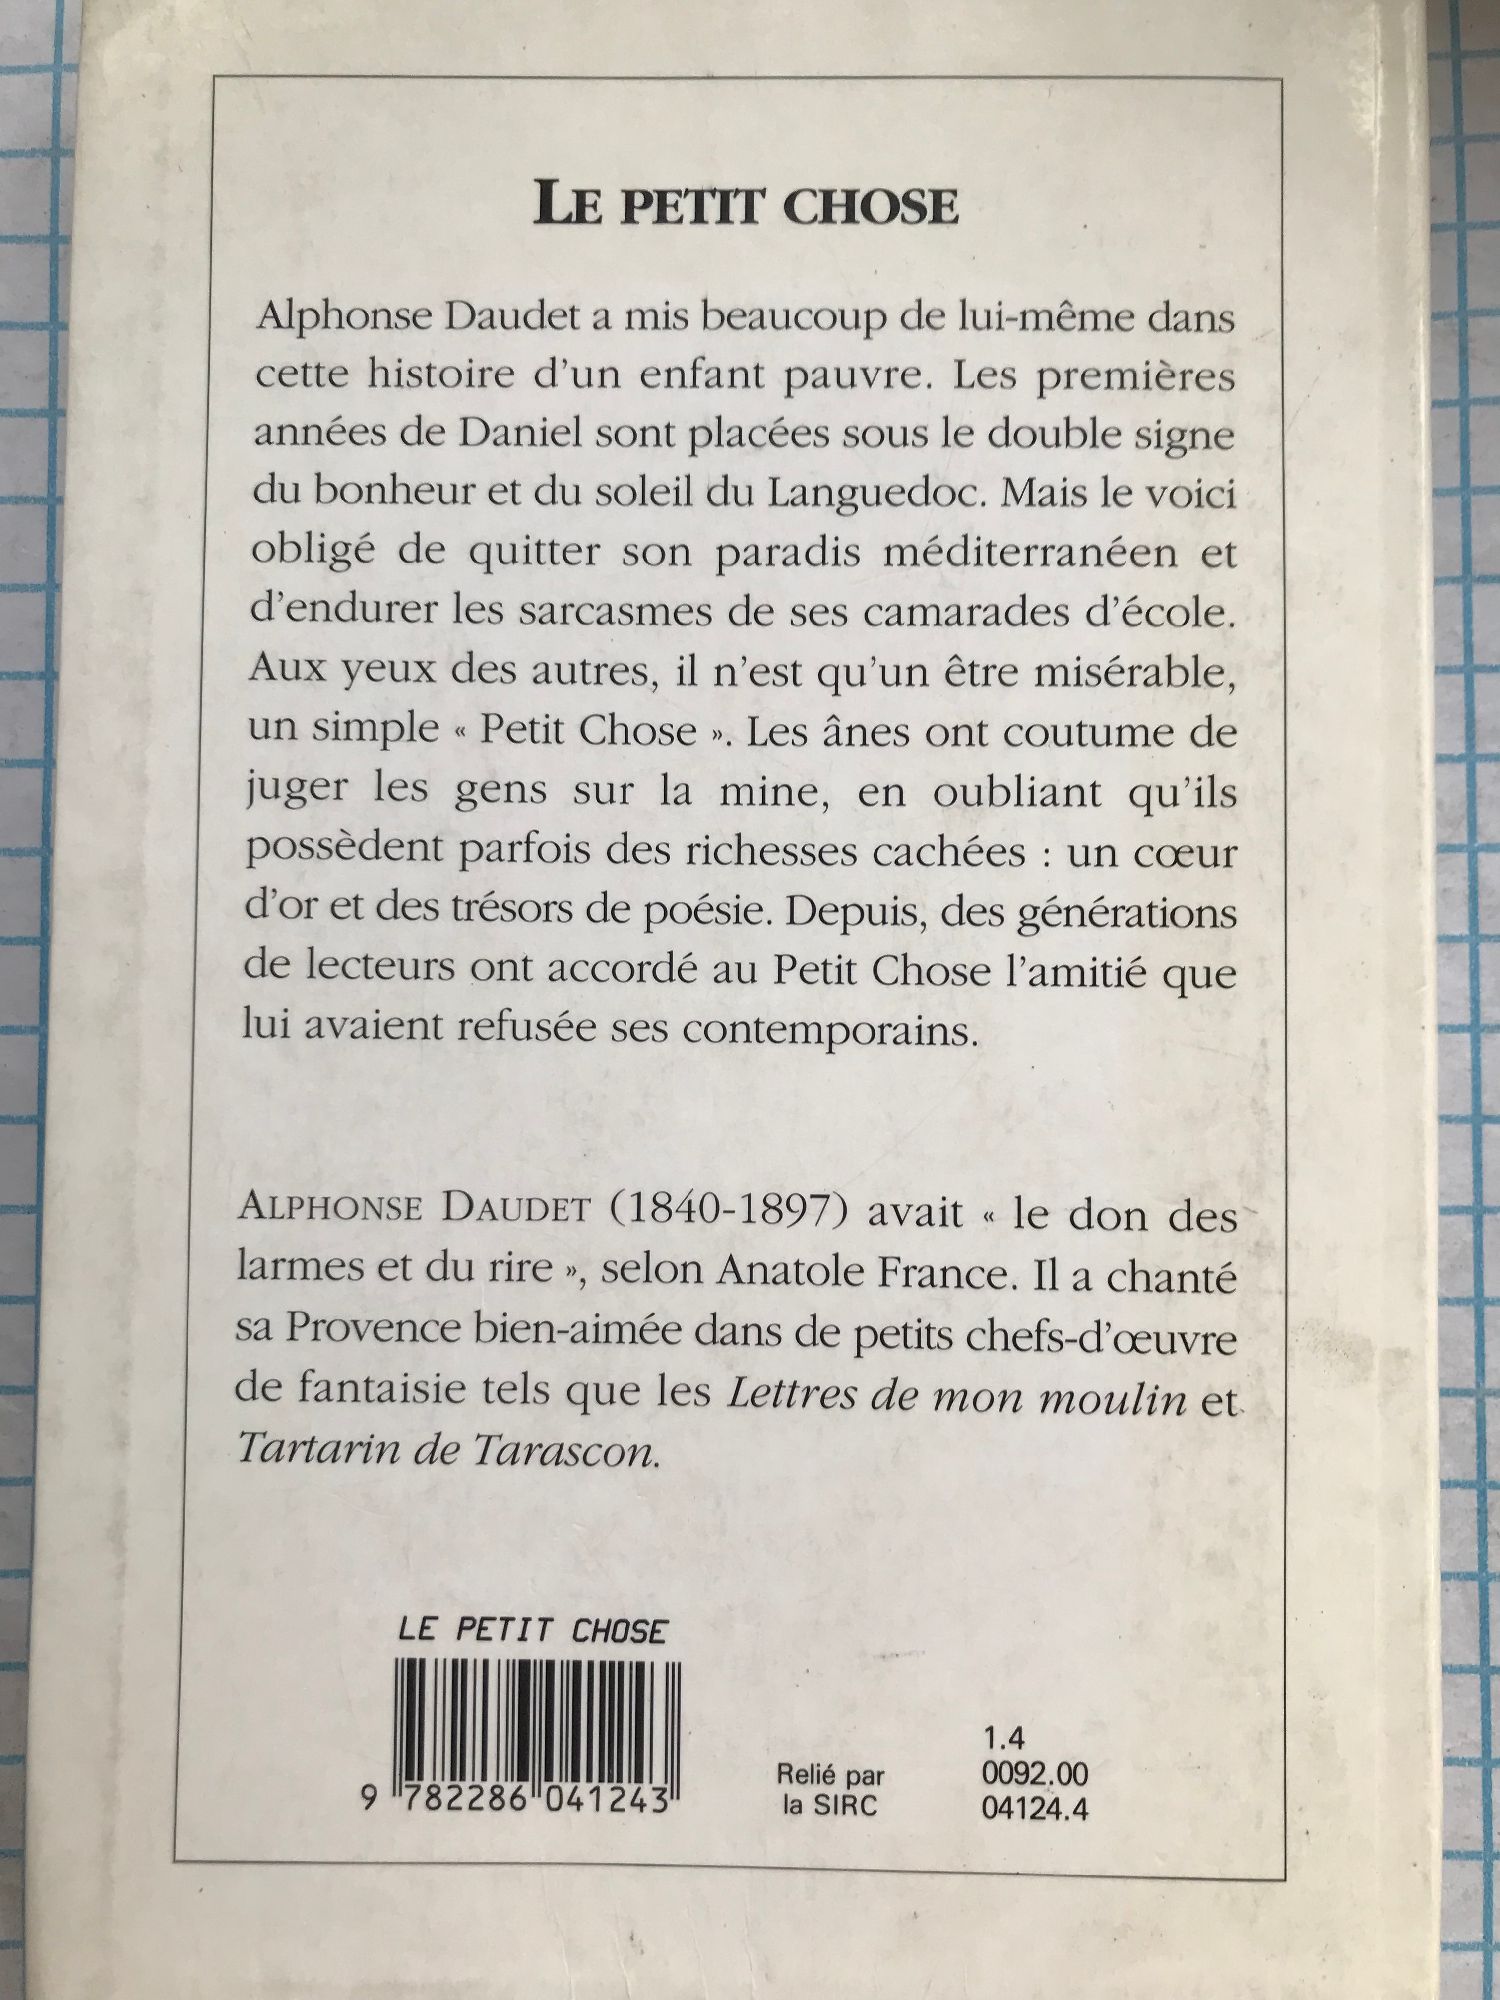 LE PETIT CHOSE
Alphonse Daudet a mis beaucoup de lui-même dans
cette histoire d'un enfant pauvre. Les premières
années de Daniel sont placées sous le double signe
du bonheur et du soleil du Languedoc. Mais le voici
obligé de quitter son paradis méditerranéen et
d'endurer les sarcasmes de ses camarades d'école.
Aux yeux des autres, il n'est qu'un être misérable,
un simple « Petit Chose ». Les ânes ont coutume de
juger les gens sur la mine, en oubliant qu'ils
possèdent parfois des richesses cachées : un cœur
d'or et des trésors de poésie. Depuis, des générations
de lecteurs ont accordé au Petit Chose l'amitié que
lui avaient refusée ses contemporains.
ALPHONSE DAUDET (1840-1897) avait « le don des
larmes et du rire », selon Anatole France. Il a chanté
sa Provence bien-aimée dans de petits chefs-d'œuvre
de fantaisie tels que les Lettres de mon moulin et
Tartarin de Tarascon.
LE PETIT CHOSE
9 782286 041243
Relié par
la SIRC
1.4
0092.00
04124.4